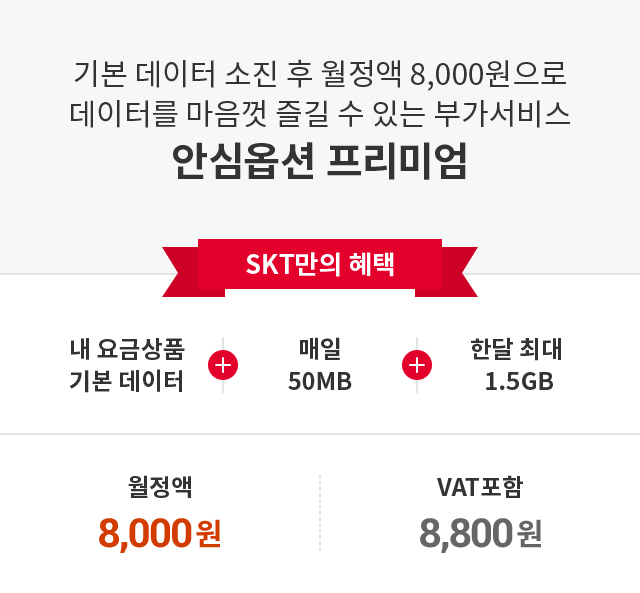 기본 데이터 소진 후 월정액 8,000원으로
데이터를 마음껏 즐길 수 있는 부가서비스
안심옵션 프리미엄
SKT만의 혜택
내 요금상품
기본 데이터
매일
50MB
한달 최대
1.5GB
월정액
8,000원
VAT포함
8,800원